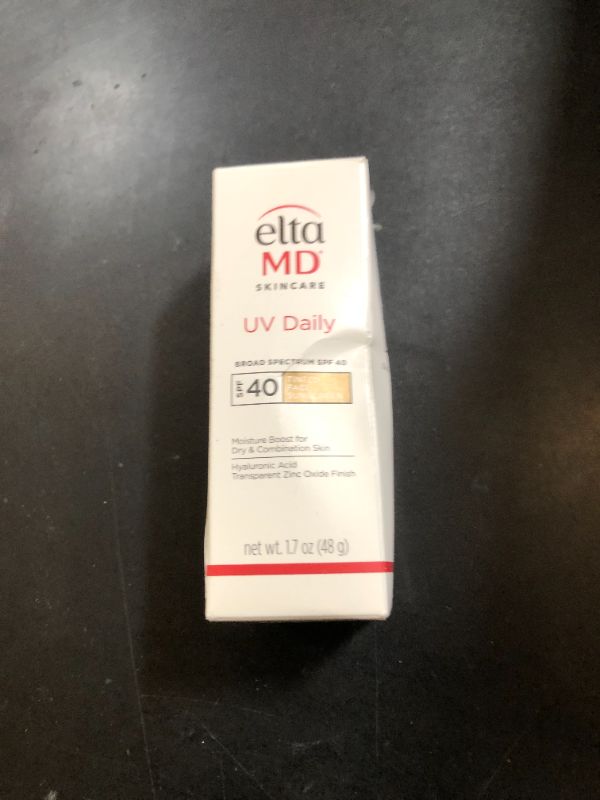 elta
MD
SKINCARE
UV Daily
BROAD SPECTRUM SPF 40
SPF 40
Moisture Boost for
Dry & Combination Skin
Hyaluronic Acid
Transparent Zinc Oxide Finish
net wt. 1.7 oz (48 g)